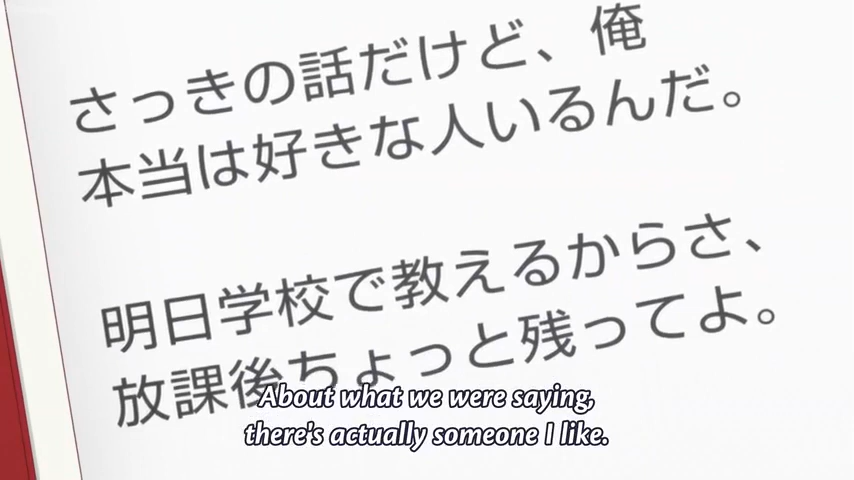 さっきの話だけど、俺
本当は好きな人いるんだ。
明日学校で教えるからさ、
放課後ちょっと残ってよ。
About what we were saying,
there's actually someone I like.